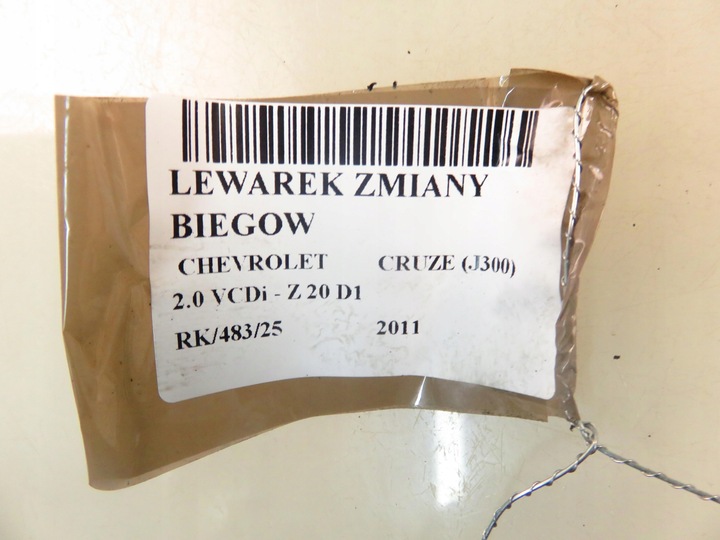 LEWAREK ZMIANY
BIEGOW
CHEVROLET CRUZE (J300)
2.0 VCDi - Z 20 D1
RK/483/25 2011